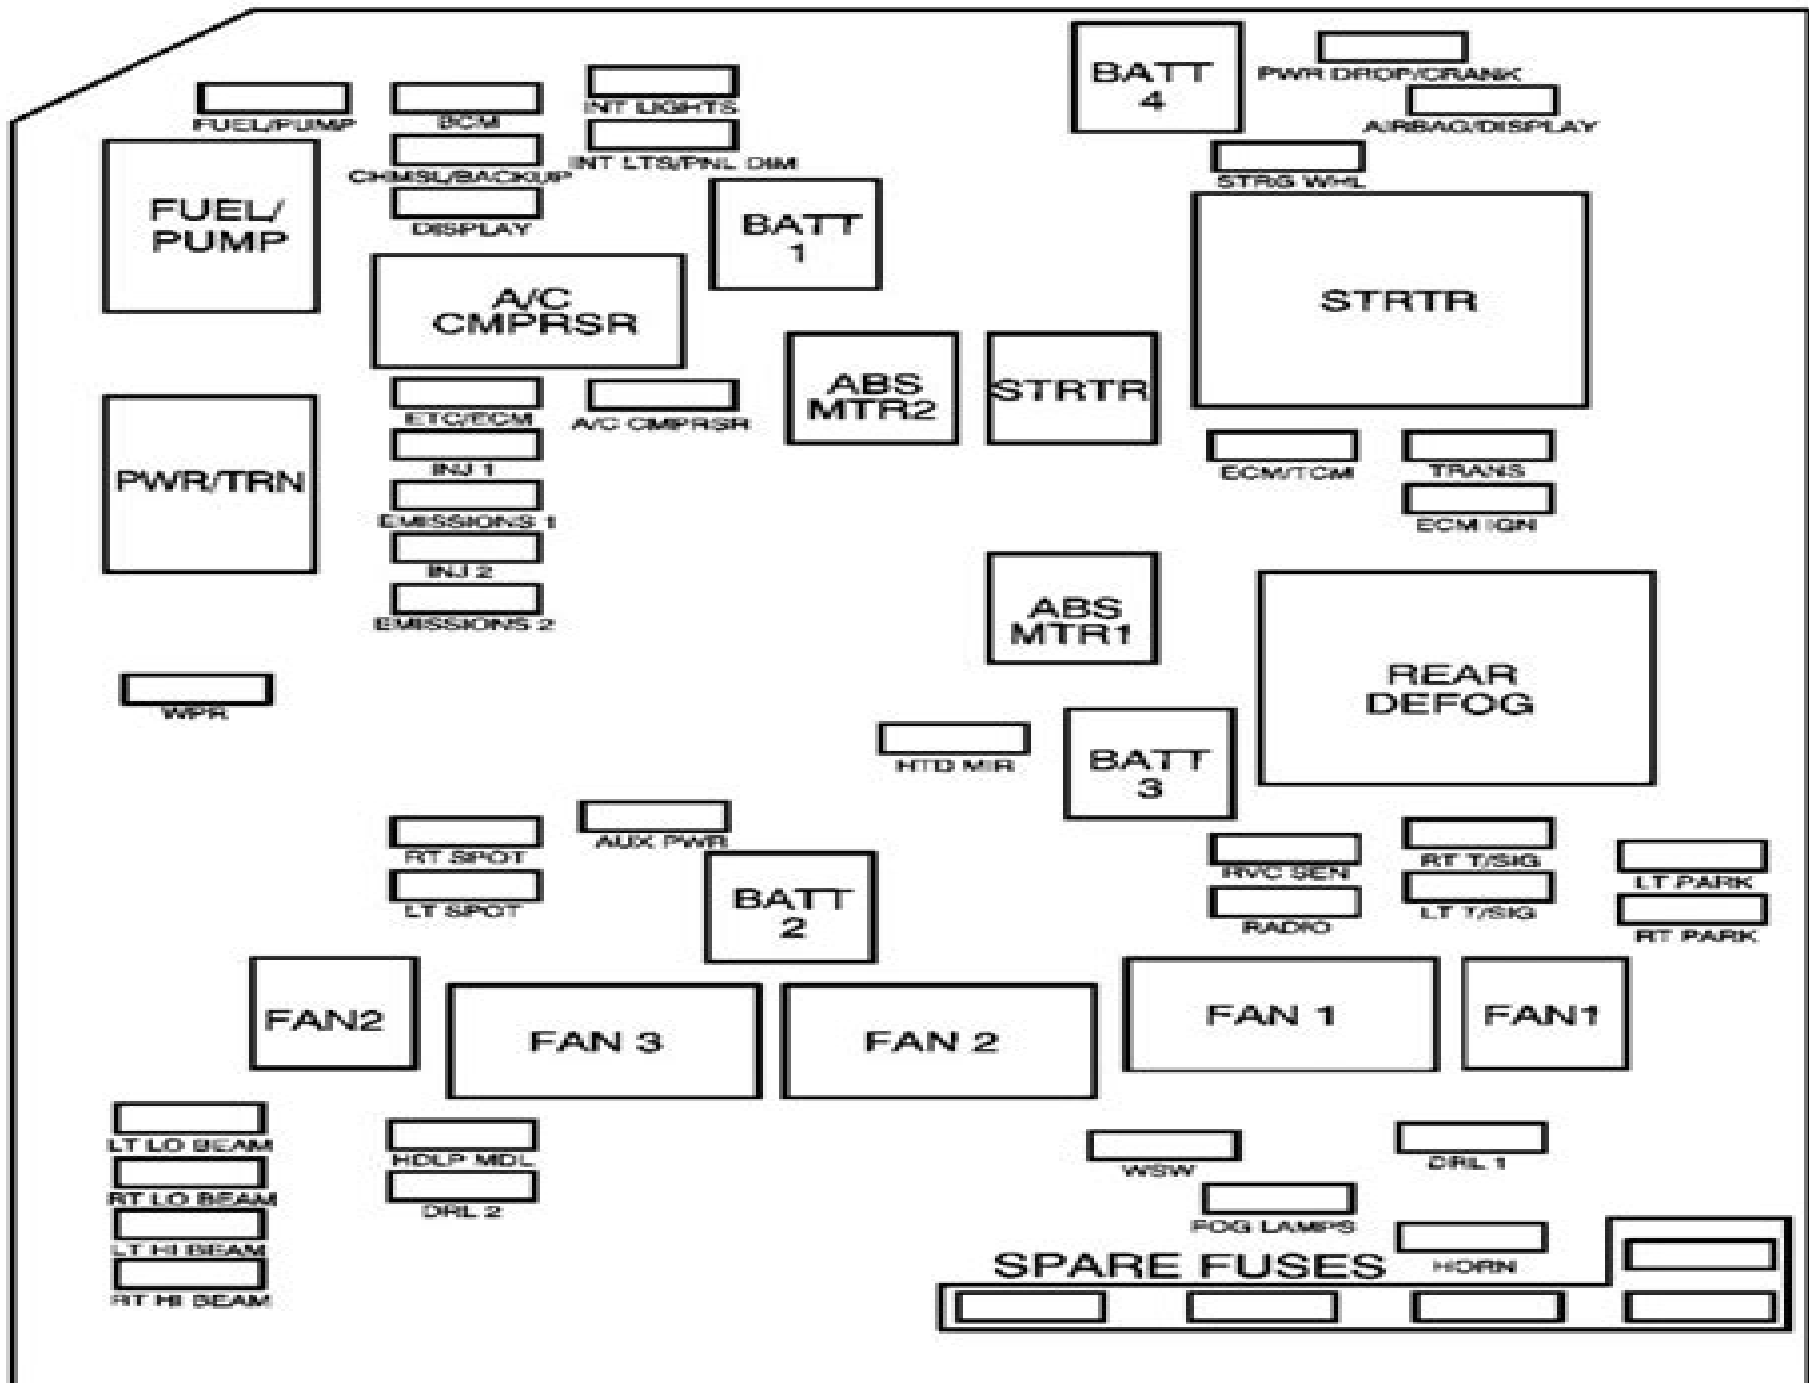 BATT
4
PWR DROP/CRANK
AIRBAG/DISPLAY
STRG WHL
FUEL/PUMP
BCM
INT LIGHTS
CHMSL/BACKUP
INT LTS/PNL DIM
DISPLAY
FUEL/
PUMP
BATT
1
A/C
CMPRSR
STRTR
ABS
MTR2
STRTR
ETC/ECM
A/C CMPRSR
INJ 1
EMISSIONS 1
INJ 2
EMISSIONS 2
PWR/TRN
ECM/TCM
TRANS
ECM IGN
ABS
MTR1
REAR
DEFOG
WPR
HTD MIR
BATT
3
RT SPOT
AUX PWR
LT SPOT
BATT
2
RVC SEN
RT T/SIG
LT PARK
RADIO
LT T/SIG
RT PARK
FAN2
FAN 3
FAN 2
FAN 1
FAN1
LT LO BEAM
HDLP MDL
RT LO BEAM
DRL 2
LT HI BEAM
RT HI BEAM
WSW
DRL 1
FOG LAMPS
HORN
SPARE FUSES